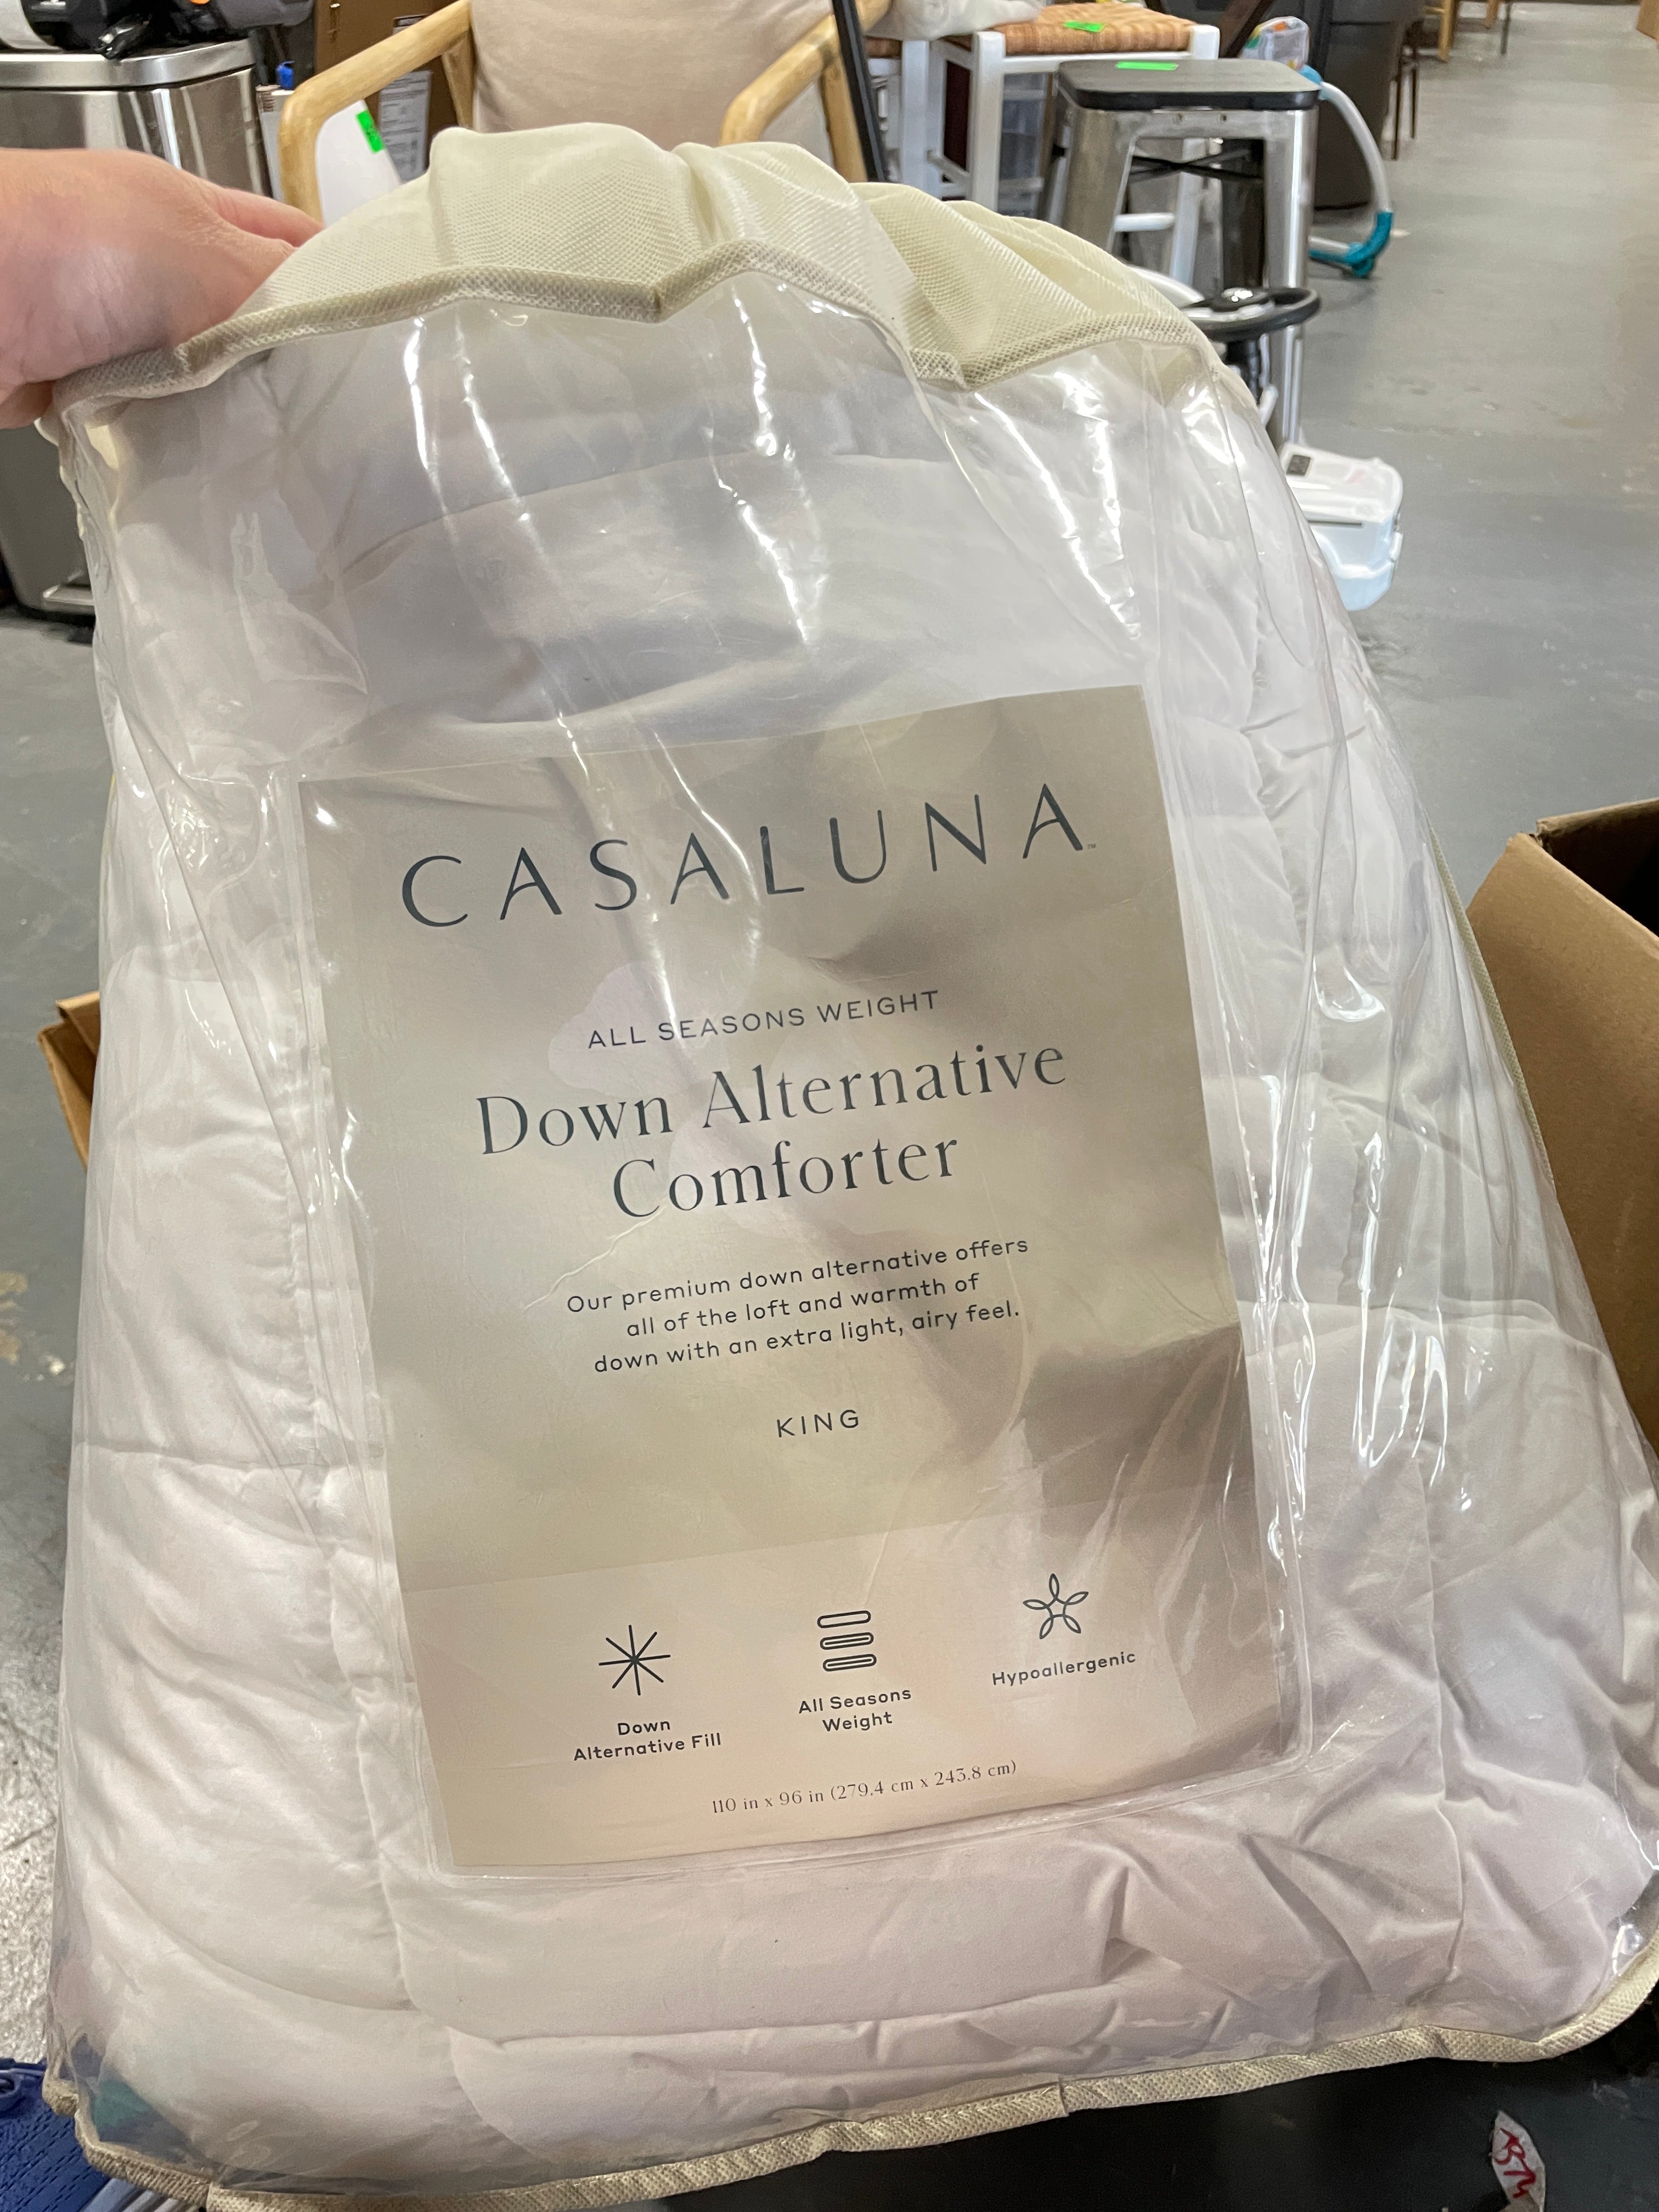 CASALUNA™
ALL SEASONS WEIGHT
Down Alternative
Comforter
Our premium down alternative offers
all of the loft and warmth of
down with an extra light, airy feel.
KING
Down
Alternative Fill
All Seasons
Weight
Hypoallergenic
110 in x 96 in (279.4 cm x 243.8 cm)